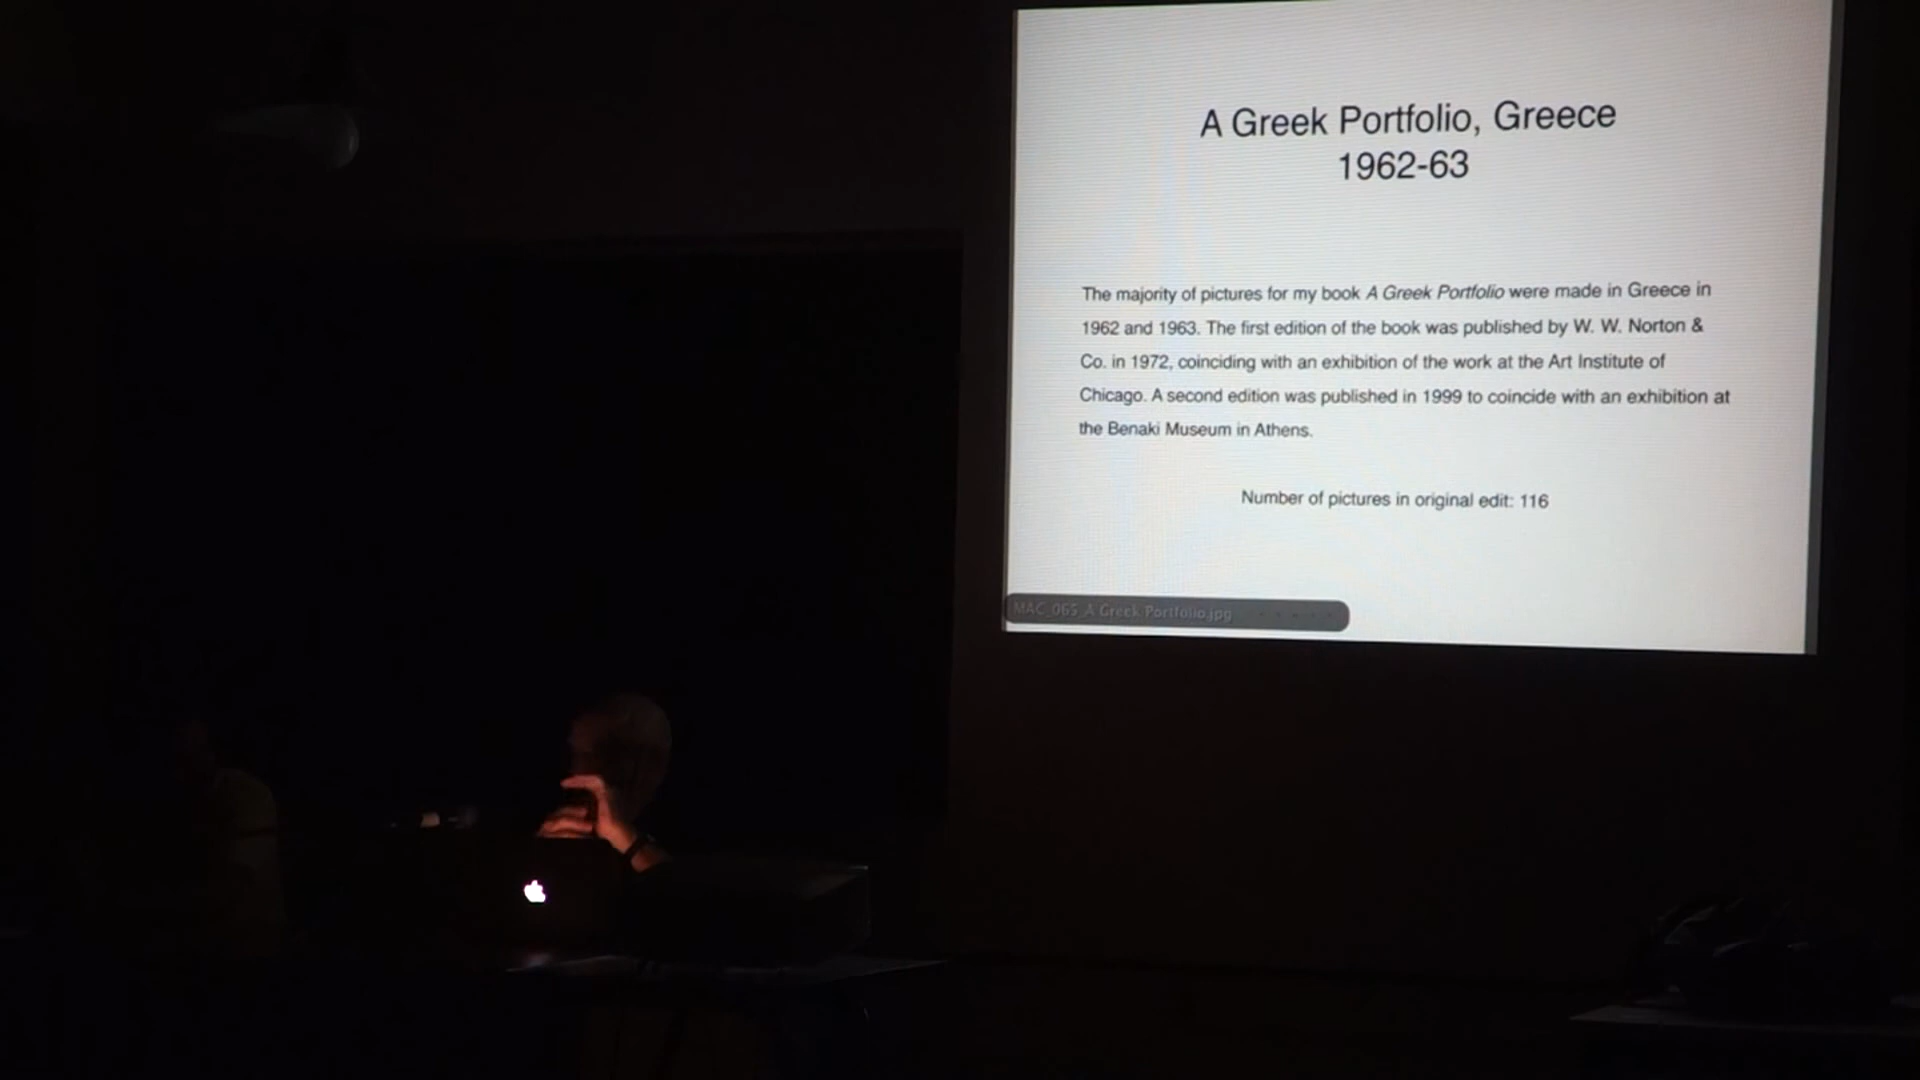 A Greek Portfolio, Greece
1962-63
The majority of pictures for my book A Greek Portfolio were made in Greece in
1962 and 1963. The first edition of the book was published by W. W. Norton &
Co. in 1972, coinciding with an exhibition of the work at the Art Institute of
Chicago. A second edition was published in 1999 to coincide with an exhibition at
the Benaki Museum in Athens.
Number of pictures in original edit: 116
MAC_065_A Greek Portfolio.jpg